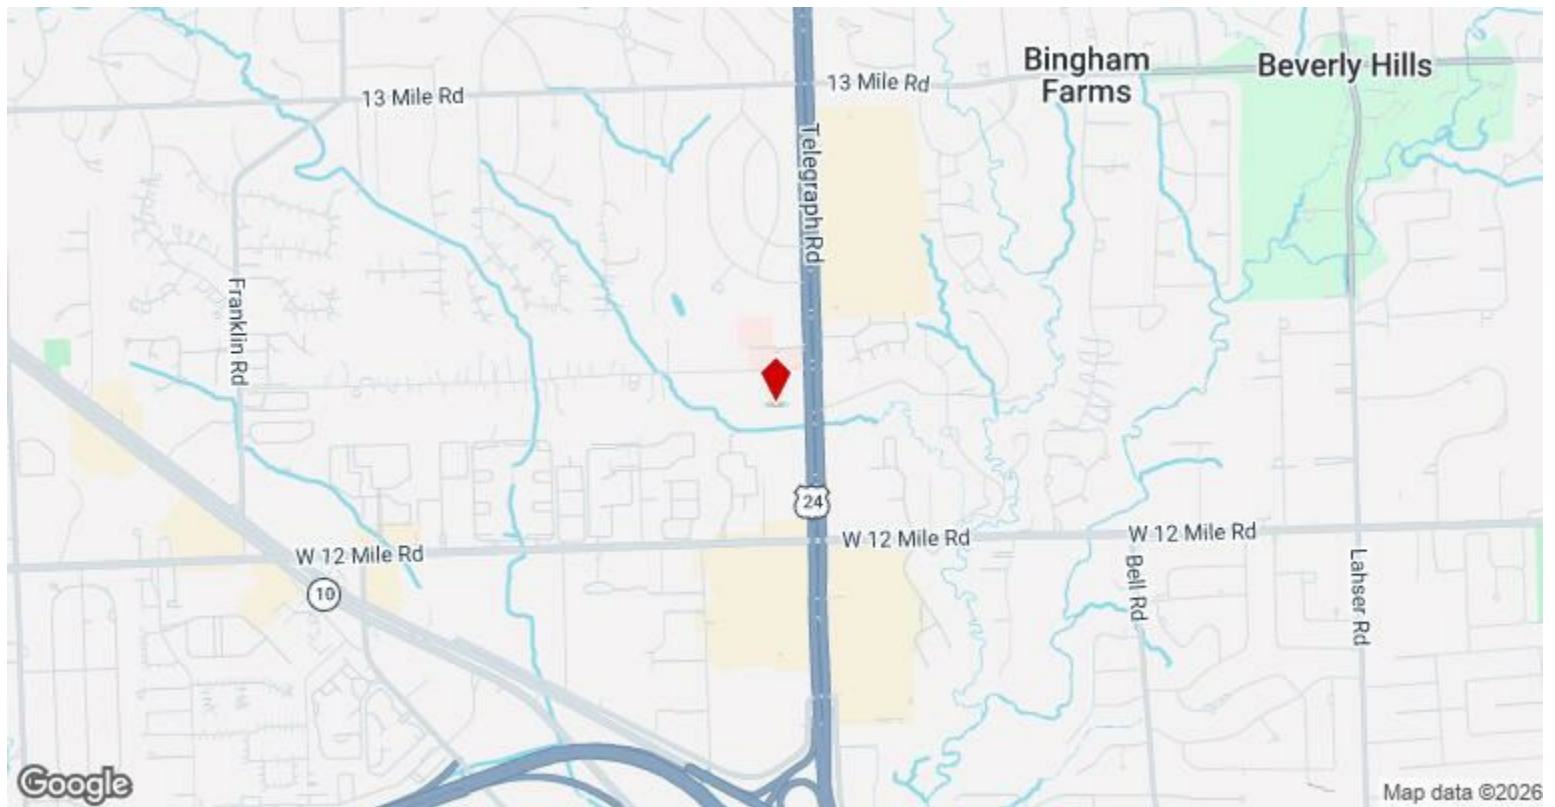 Bingham
Farms
Beverly Hills
13 Mile Rd
13 Mile Rd
Telegraph Rd
Franklin Rd
24
W 12 Mile Rd
W 12 Mile Rd
W 12 Mile Rd
10
Bell Rd
Lahser Rd
Google
Map data ©2026